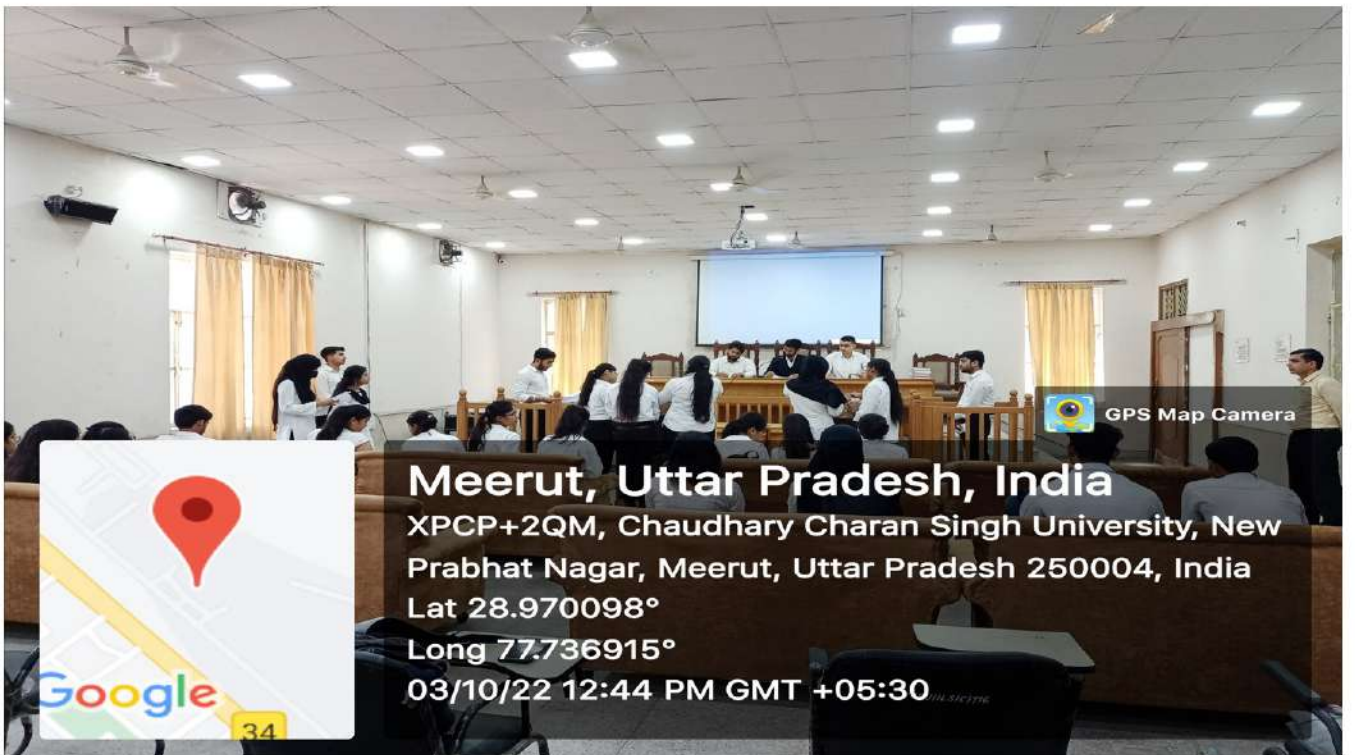 GPS Map Camera
Meerut, Uttar Pradesh, India
XPCP+2QM, Chaudhary Charan Singh University, New
Prabhat Nagar, Meerut, Uttar Pradesh 250004, India
Lat 28.970098°
Long 77.736915°
03/10/22 12:44 PM GMT +05:30
Google
34